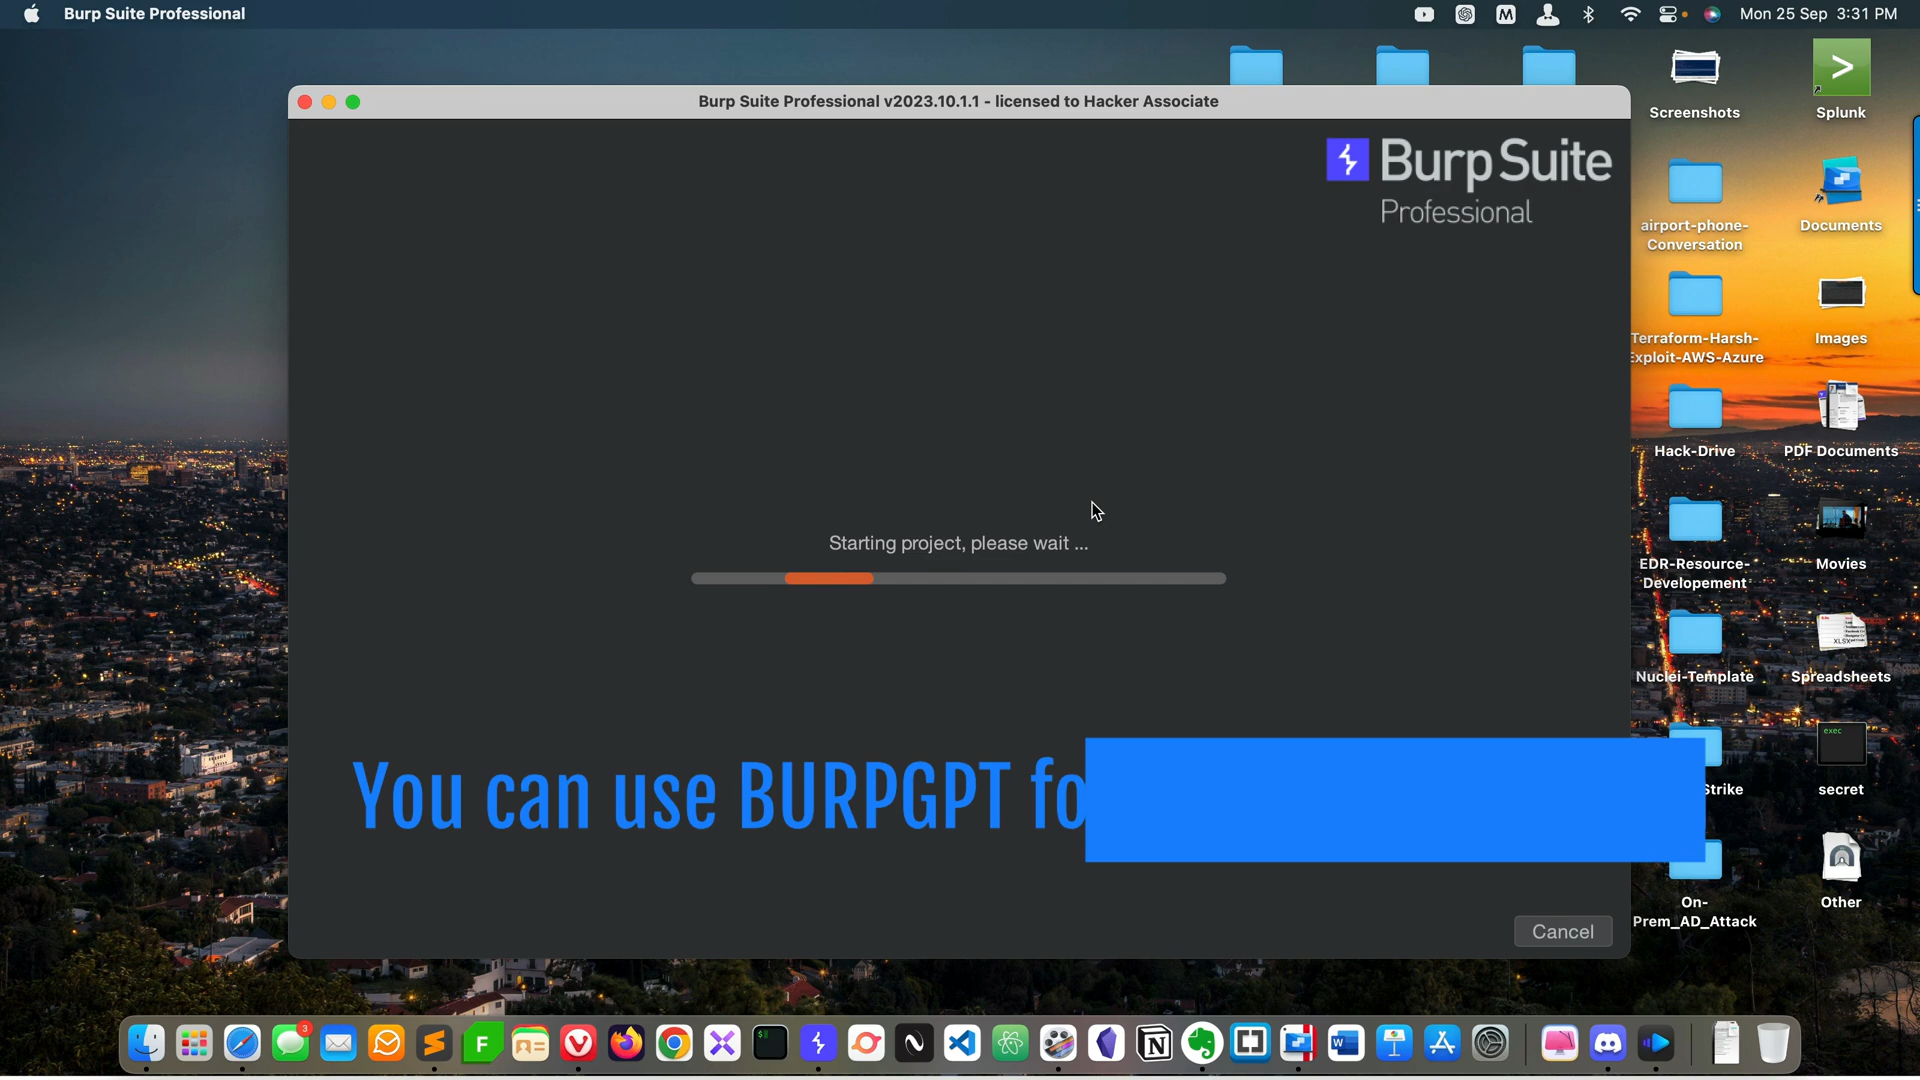 Burp Suite Professional
Mon 25 Sep 3:31 PM
Burp Suite Professional v2023.10.1.1 - licensed to Hacker Associate
Burp Suite
Professional
Screenshots
Splunk
airport-phone-
Conversation
Documents
Terraform-Harsh-
Exploit-AWS-Azure
Images
Hack-Drive
PDF Documents
Starting project, please wait ...
EDR-Resource-
Developement
Movies
XLSX
Nuclei-Template
Spreadsheets
exec
Strike
secret
You can use BURPGPT fo
On-
Prem_AD_Attack
Other
Cancel
3